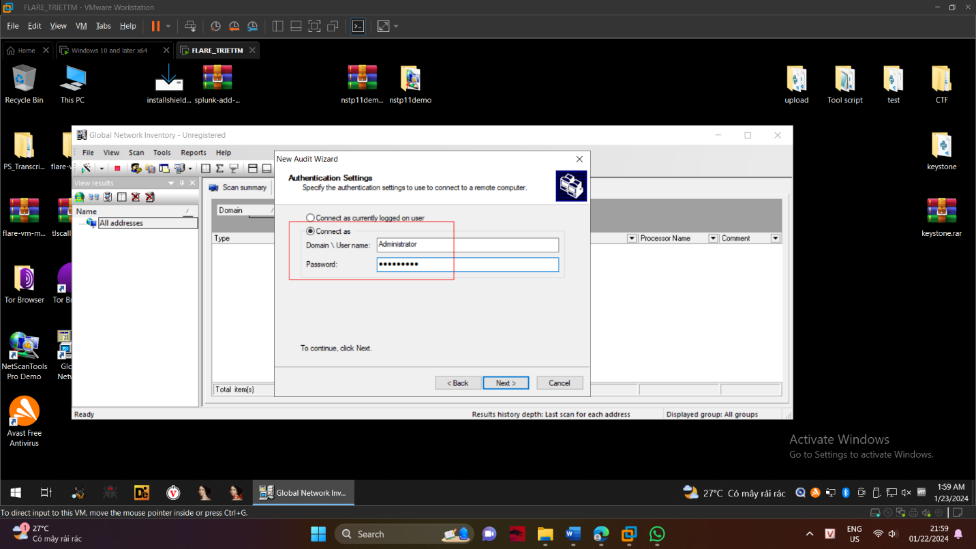 FLARE_TRIETTM - VMware Workstation
File Edit View VM Tabs Help
Home
Windows 10 and later x64
FLARE_TRIETTM
Recycle Bin
This PC
installshield...
splunk-add-...
nstp11dem...
nstp11demo
upload
Tool script
test
CTF
PS_Transcri...
flare-v
keystone
flare-vm-m...
tlscall
keystone.rar
Tor Browser
Tor B
NetScanTools
Pro Demo
Glo
Netw
Avast Free
Antivirus
Global Network Inventory - Unregistered
File View Scan Tools Reports Help
View results
Name
All addresses
Scan summary
Domain
Type
Processor Name
Comment
Total item(s)
Ready
Results history depth: Last scan for each address
Displayed group: All groups
New Audit Wizard
Authentication Settings
Specify the authentication settings to use to connect to a remote computer.
Connect as currently logged on user
Connect as
Domain \ User name:
Administrator
Password:
●●●●●●●●●
To continue, click Next.
< Back
Next >
Cancel
Activate Windows
Go to Settings to activate Windows.
Global Network Inv...
27°C Có mây rải rác
1:59 AM
1/23/2024
To direct input to this VM, move the mouse pointer inside or press Ctrl+G.
1
27°C
Có mây rải rác
Search
ENG
US
21:59
01/22/2024